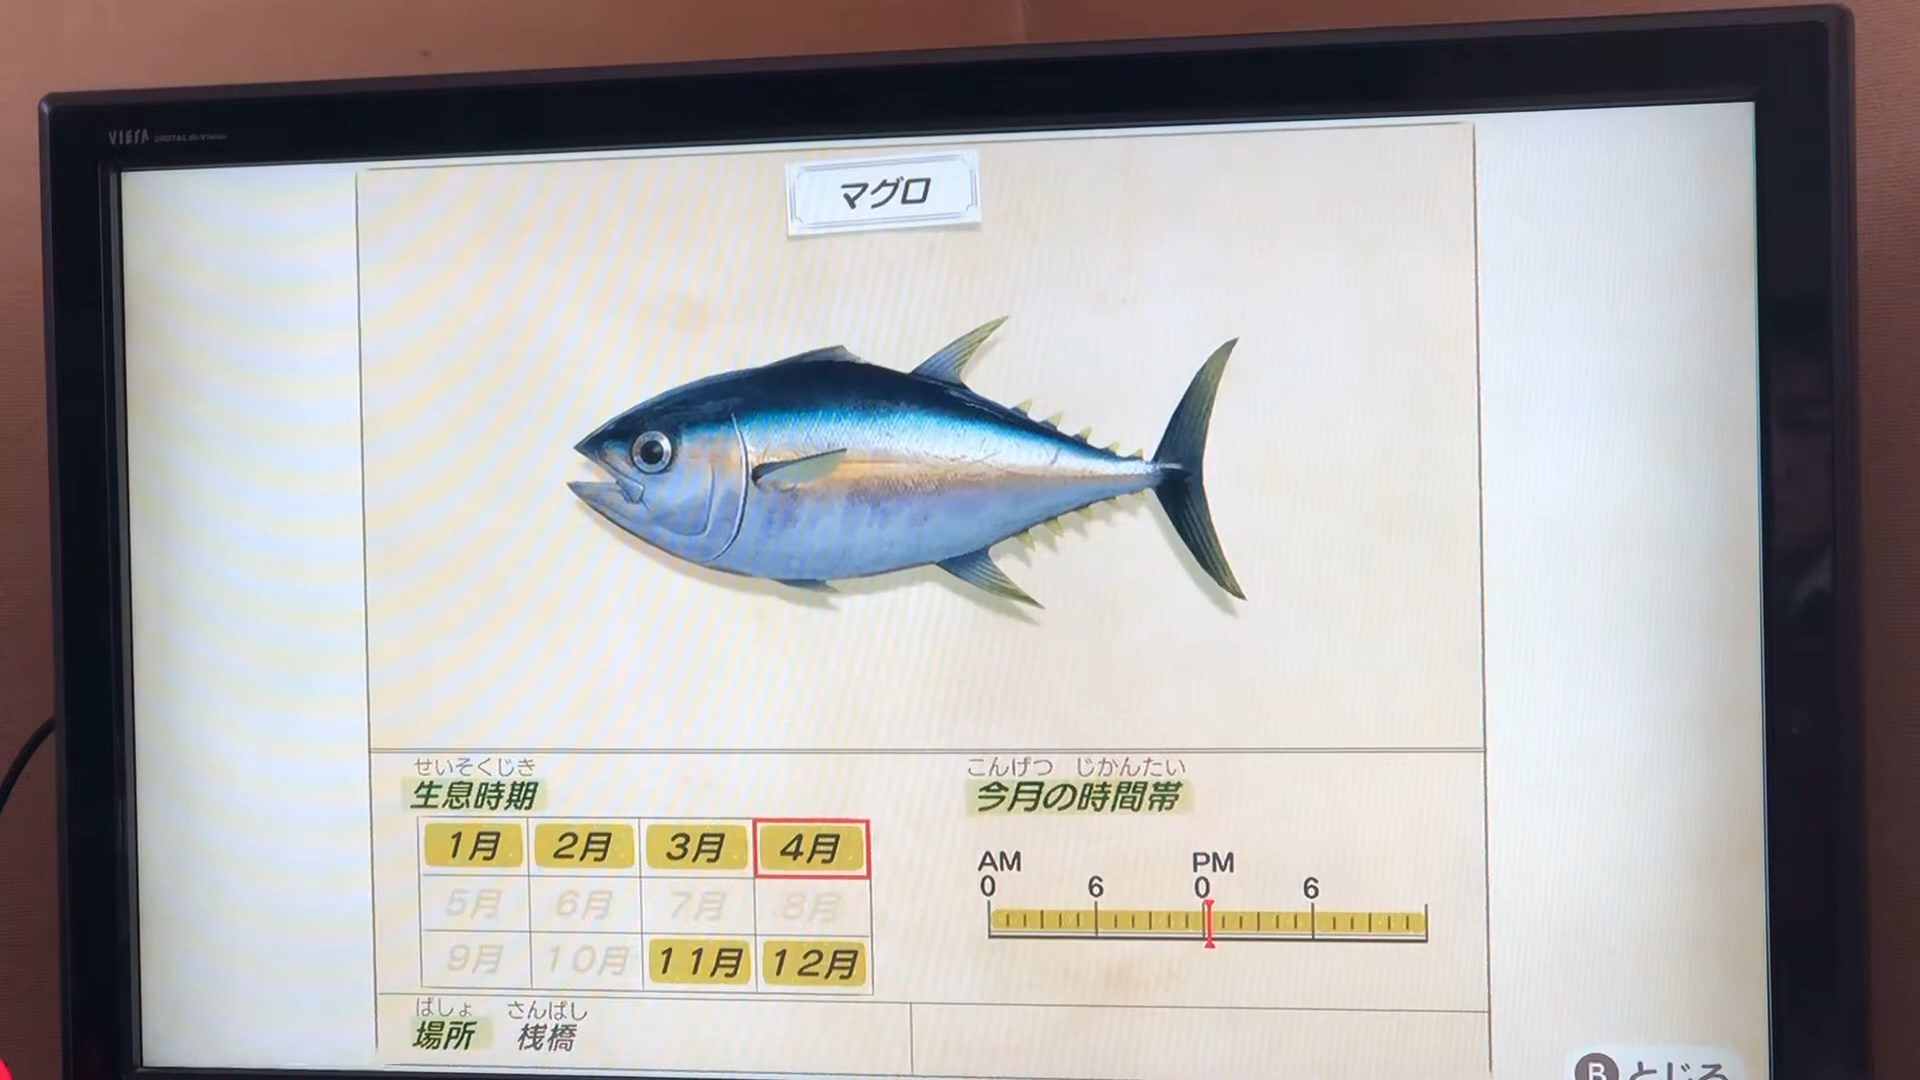 VIERA DIGITAL Hi-Vision
マグロ
せいそくじき
生息時期
こんげつ じかんたい
今月の時間帯
1月 2月 3月 4月
5月 6月 7月 8月
9月 10月 11月 12月
AM PM
0 6 0 6
ばしょ さんばし
場所 桟橋
B とじる